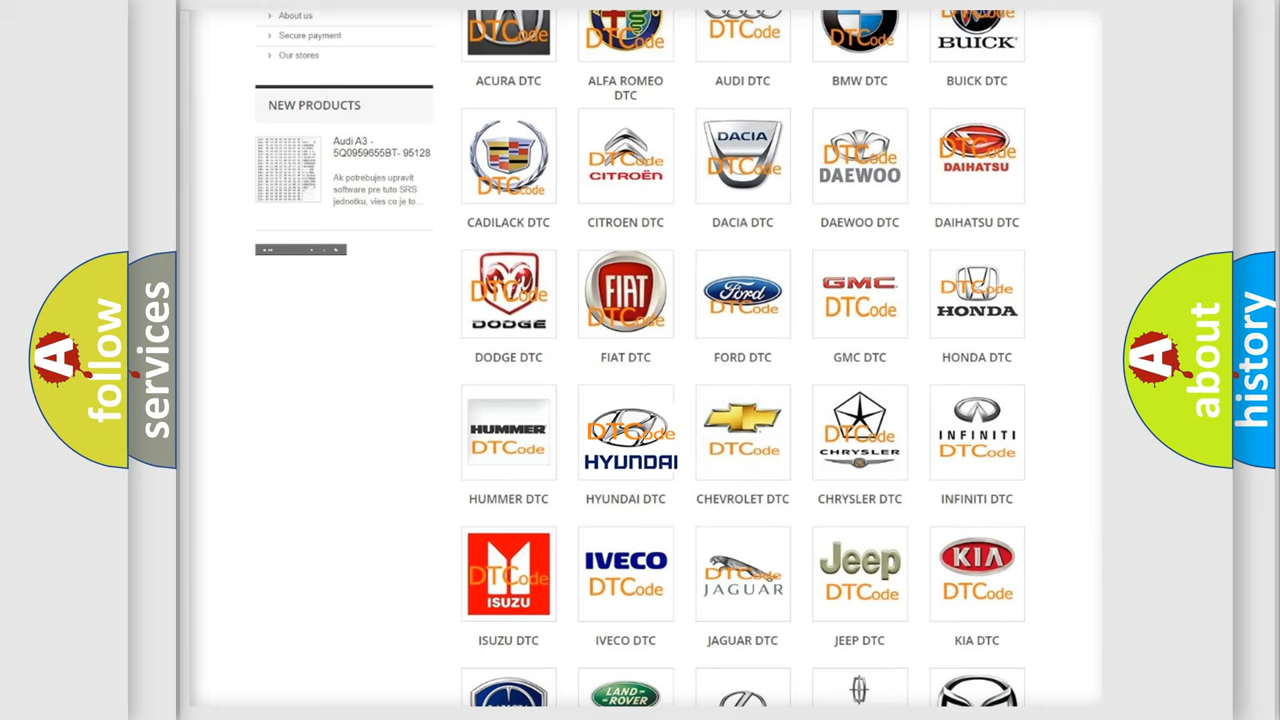 About us
Secure payment
Our stores
NEW PRODUCTS
Audi A3 -
5Q0959655BT- 95128
Ak potrebujes upravit
software pre tuto SRS
jednotku, vies co je to...
DTCode
DTCode
DTCode
DTCode
BUICK
ACURA DTC
ALFA ROMEO
DTC
AUDI DTC
BMW DTC
BUICK DTC
DTCode
DTCode
CITROËN
DACIA
DTCode
DTCode
DAEWOO
DTCode
DAIHATSU
CADILACK DTC
CITROEN DTC
DACIA DTC
DAEWOO DTC
DAIHATSU DTC
DTCode
DODGE
FIAT
DTCode
Ford
DTCode
GMC
DTCode
DTCode
HONDA
DODGE DTC
FIAT DTC
FORD DTC
GMC DTC
HONDA DTC
HUMMER
DTCode
DTCode
HYUNDAI
DTCode
DTCode
CHRYSLER
INFINITI
DTCode
HUMMER DTC
HYUNDAI DTC
CHEVROLET DTC
CHRYSLER DTC
INFINITI DTC
DTCode
ISUZU
IVECO
DTCode
DTCode
JAGUAR
Jeep
DTCode
KIA
DTCode
ISUZU DTC
IVECO DTC
JAGUAR DTC
JEEP DTC
KIA DTC
LAND-
ROVER
A follow
services
A about
history